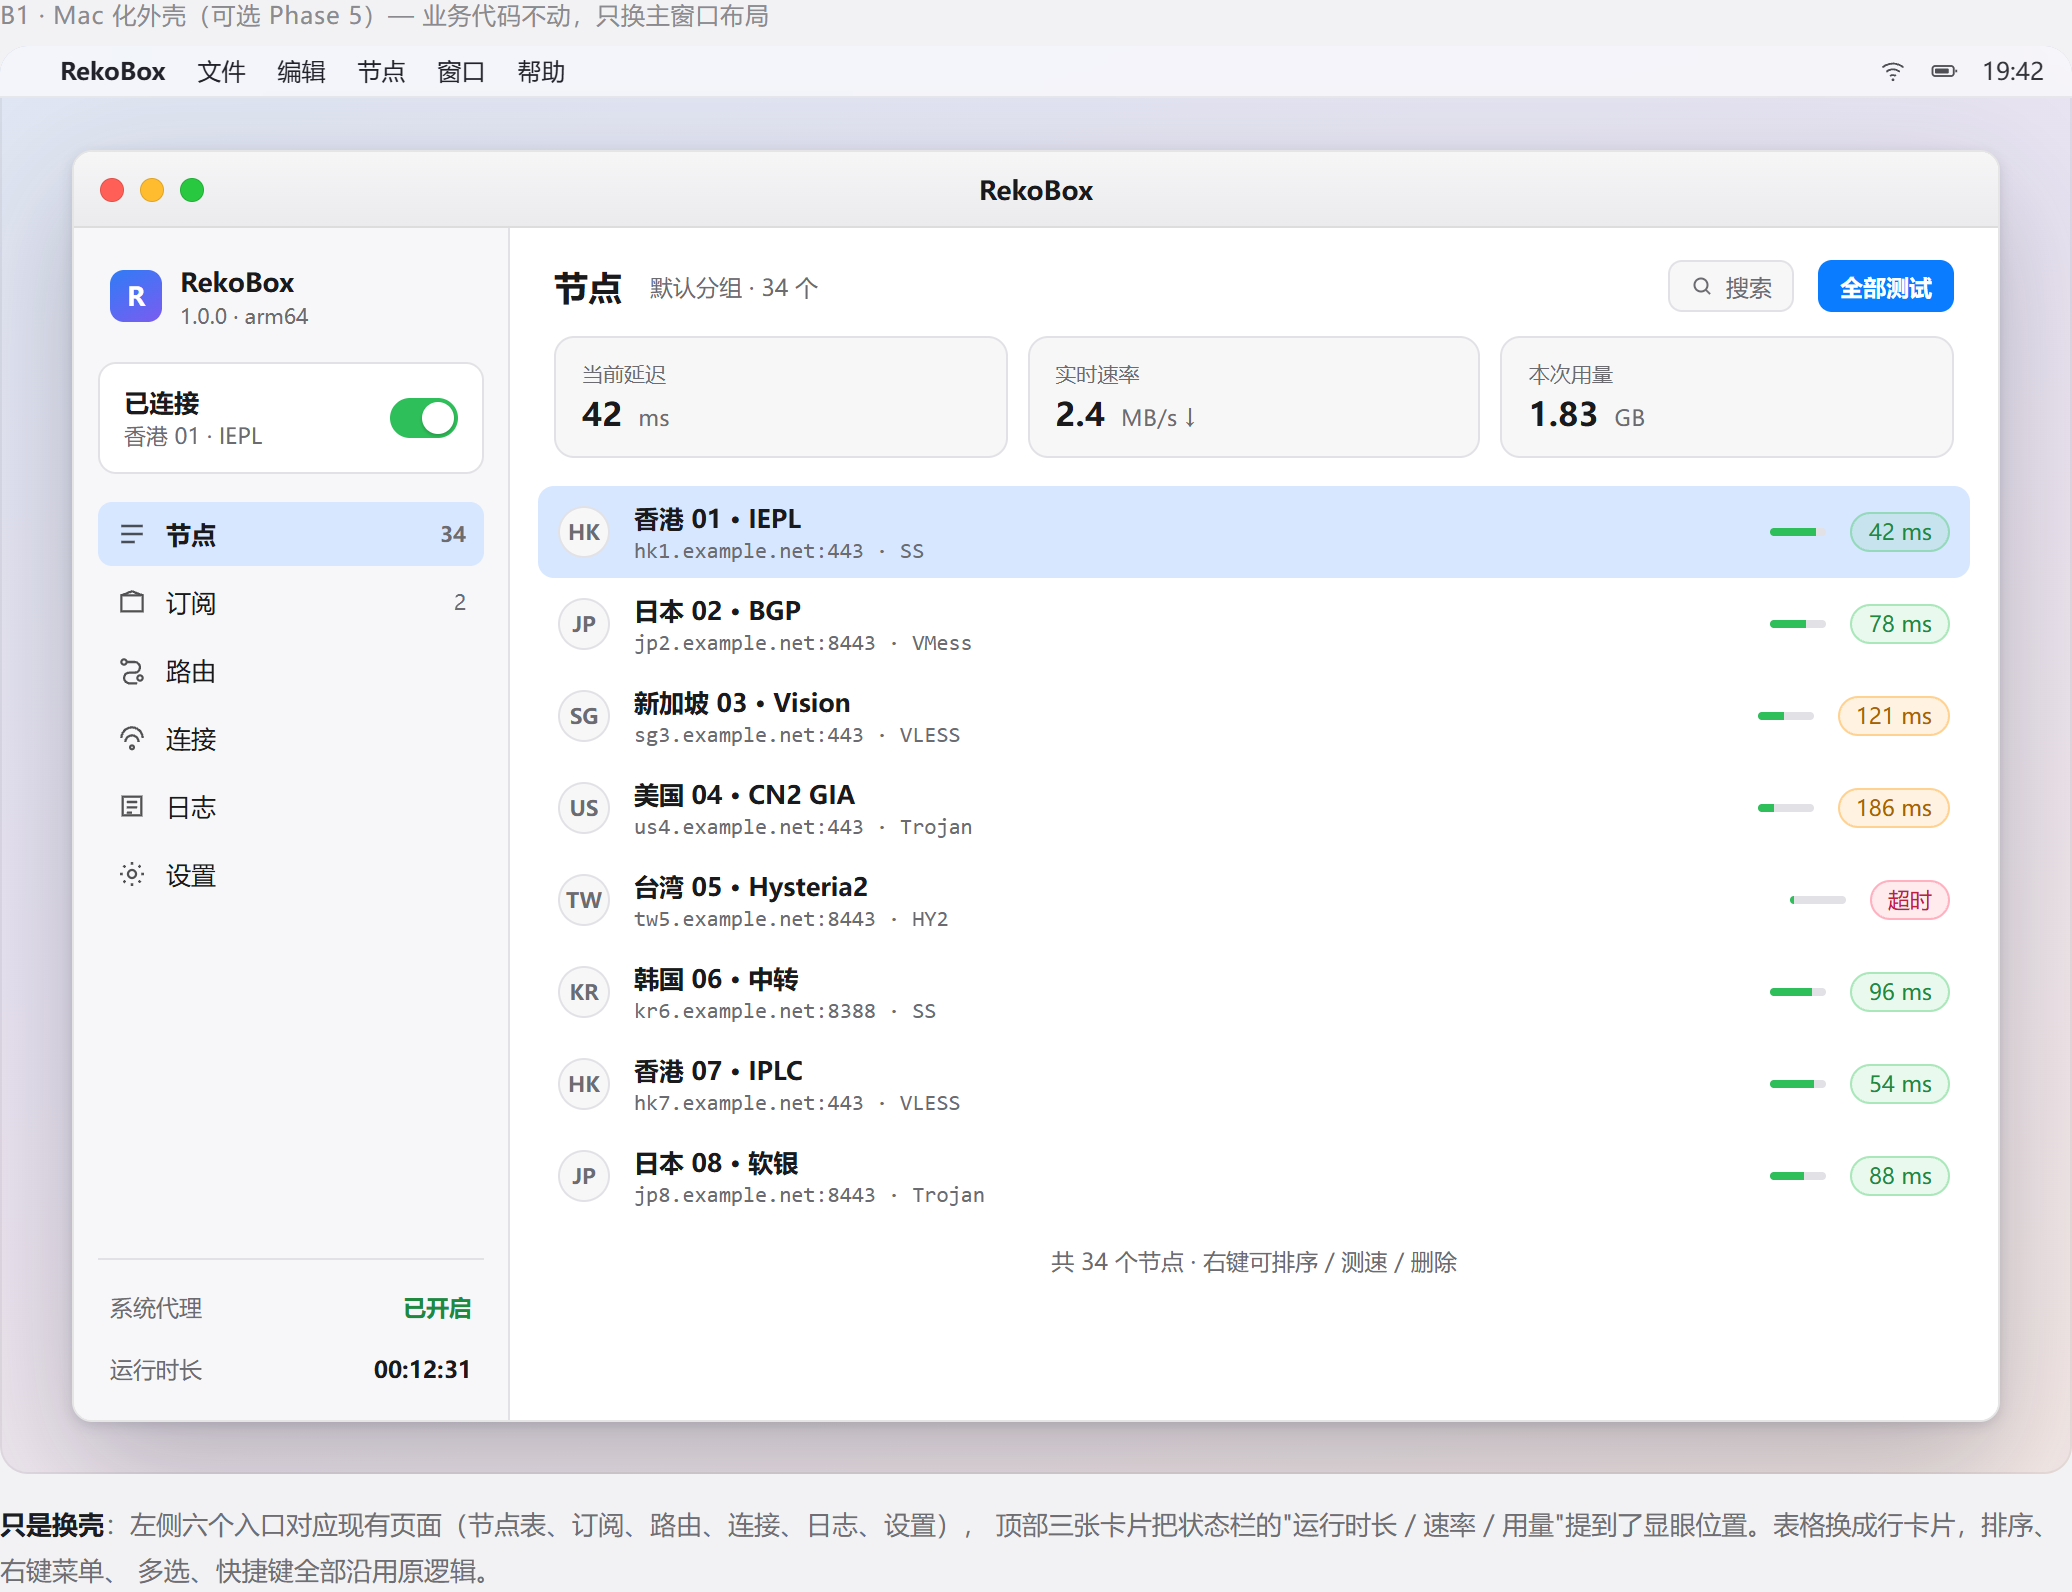 B1 · Mac 化外壳（可选 Phase 5）— 业务代码不动，只换主窗口布局
RekoBox 文件 编辑 节点 窗口 帮助 19:42
RekoBox
R
RekoBox
1.0.0 · arm64
已连接
香港 01 · IEPL
节点 34
订阅 2
路由
连接
日志
设置
系统代理 已开启
运行时长 00:12:31
节点 默认分组 · 34 个 搜索 全部测试
当前延迟
42 ms
实时速率
2.4 MB/s ↓
本次用量
1.83 GB
HK
香港 01 • IEPL
hk1.example.net:443 · SS
42 ms
JP
日本 02 • BGP
jp2.example.net:8443 · VMess
78 ms
SG
新加坡 03 • Vision
sg3.example.net:443 · VLESS
121 ms
US
美国 04 • CN2 GIA
us4.example.net:443 · Trojan
186 ms
TW
台湾 05 • Hysteria2
tw5.example.net:8443 · HY2
超时
KR
韩国 06 • 中转
kr6.example.net:8388 · SS
96 ms
HK
香港 07 • IPLC
hk7.example.net:443 · VLESS
54 ms
JP
日本 08 • 软银
jp8.example.net:8443 · Trojan
88 ms
共 34 个节点 · 右键可排序 / 测速 / 删除
只是换壳：左侧六个入口对应现有页面（节点表、订阅、路由、连接、日志、设置）， 顶部三张卡片把状态栏的"运行时长 / 速率 / 用量"提到了显眼位置。表格换成行卡片，排序、
右键菜单、 多选、快捷键全部沿用原逻辑。